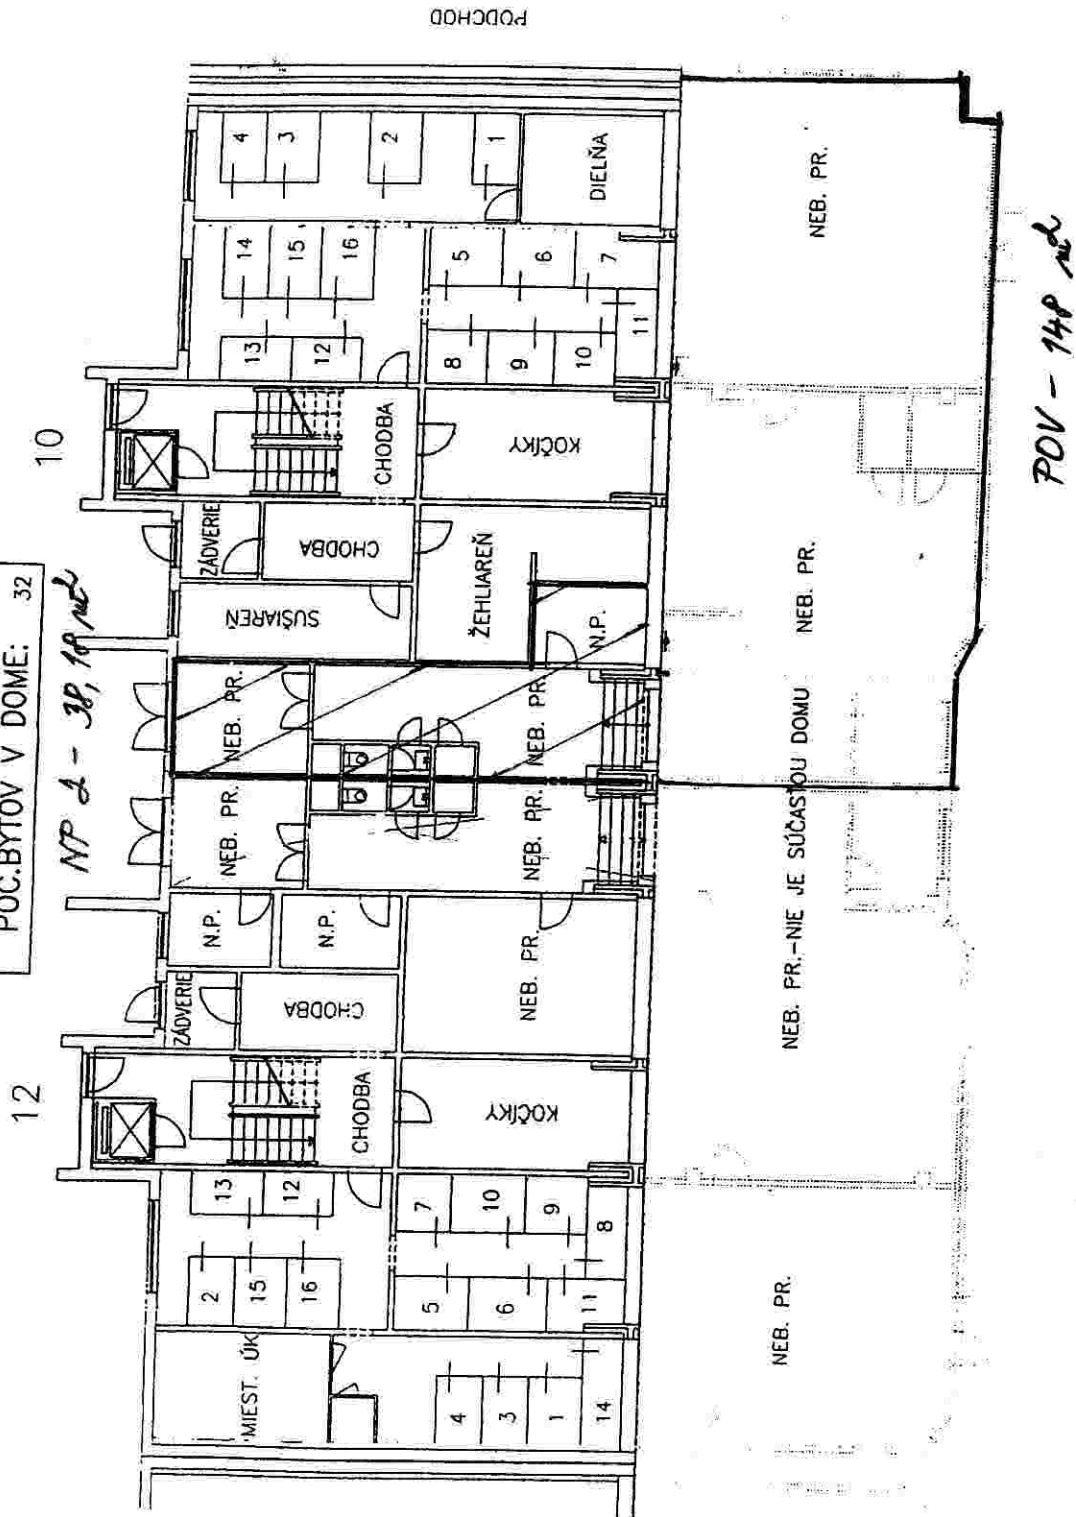 PODCHOD
10
12
POČ.BYTOV V DOME: 32
NP 2 - 38,18 m2
POV - 148 m2
4
3
2
1
DIELŇA
14
15
16
13
12
5
6
7
8
9
10
11
CHODBA
KOČÍKY
ZÁDVERIE
CHODBA
SUŠIAREŇ
ŽEHLIAREŇ
N.P.
NEB. PR.
NEB. PR.
NEB. PR.
NEB. PR.
N.P.
N.P.
NEB. PR.
ZÁDVERIE
CHODBA
CHODBA
KOČÍKY
13
12
2
15
16
7
10
9
8
5
6
11
MIEST. ÚK
4
3
1
14
NEB. PR.
NEB. PR.
NEB. PR.-NIE JE SÚČASŤOU DOMU
NEB. PR.